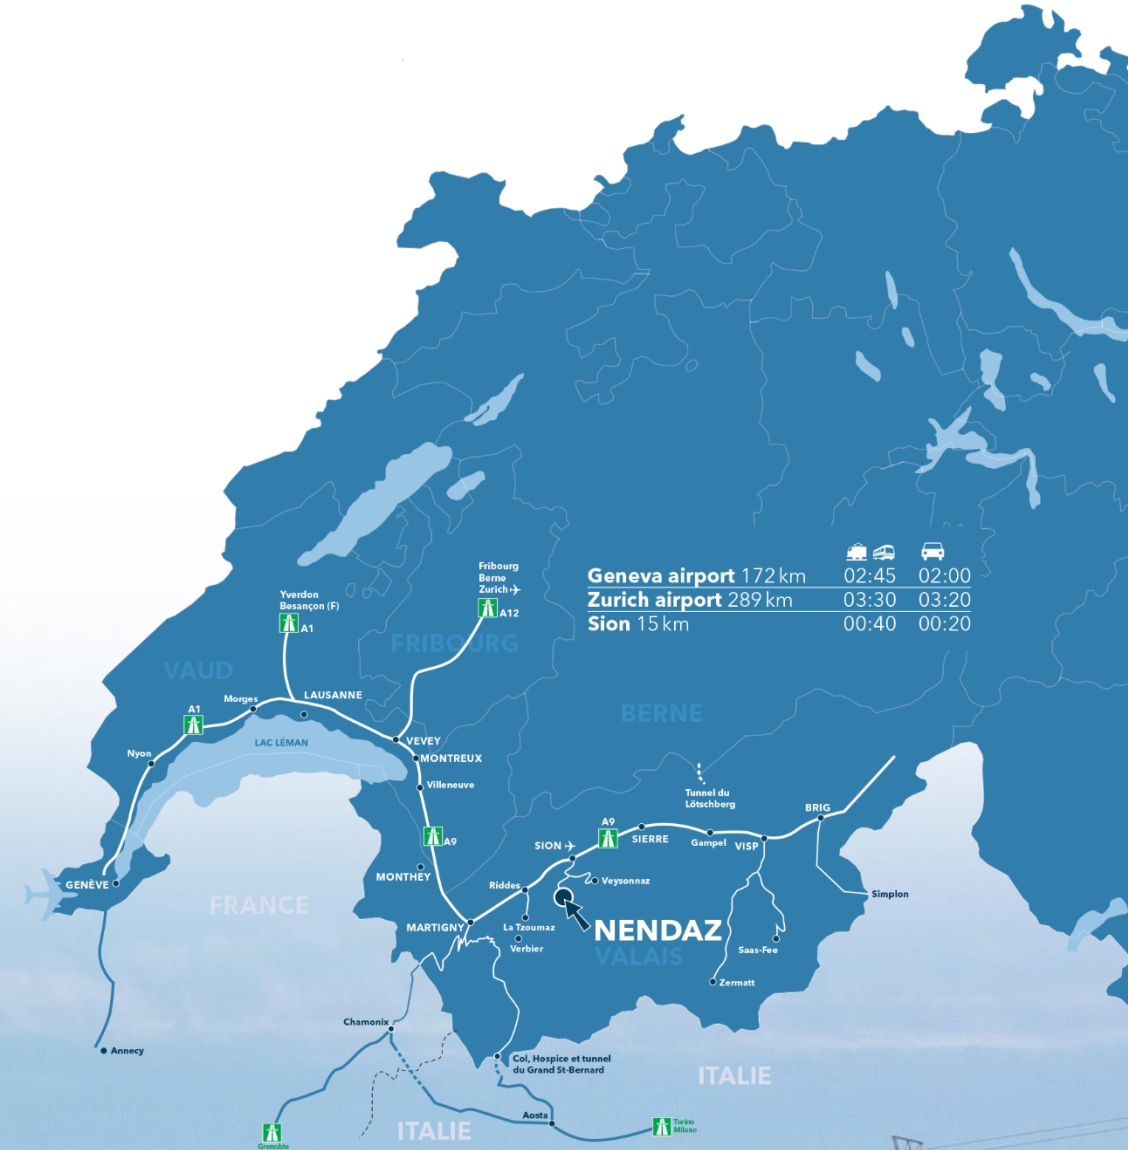 Fribourg
Berne
Zurich
A12
Yverdon
Besançon (F)
A1
Geneva airport 172 km 02:45 02:00
Zurich airport 289 km 03:30 03:20
Sion 15 km 00:40 00:20
FRIBOURG
VAUD
BERNE
Morges
LAUSANNE
A1
LAC LÉMAN
VEVEY
MONTREUX
Nyon
Villeneuve
Tunnel du
Lötschberg
BRIG
A9
A9
SIERRE
Gampel
VISP
SION
MONTHEY
GENÈVE
Riddes
Veysonnaz
Simplon
FRANCE
MARTIGNY
La Tzoumaz
Verbier
NENDAZ
VALAIS
Saas-Fee
Zermatt
Chamonix
Annecy
Col, Hospice et tunnel
du Grand St-Bernard
ITALIE
Aosta
Torino
Milano
ITALIE
Grenoble